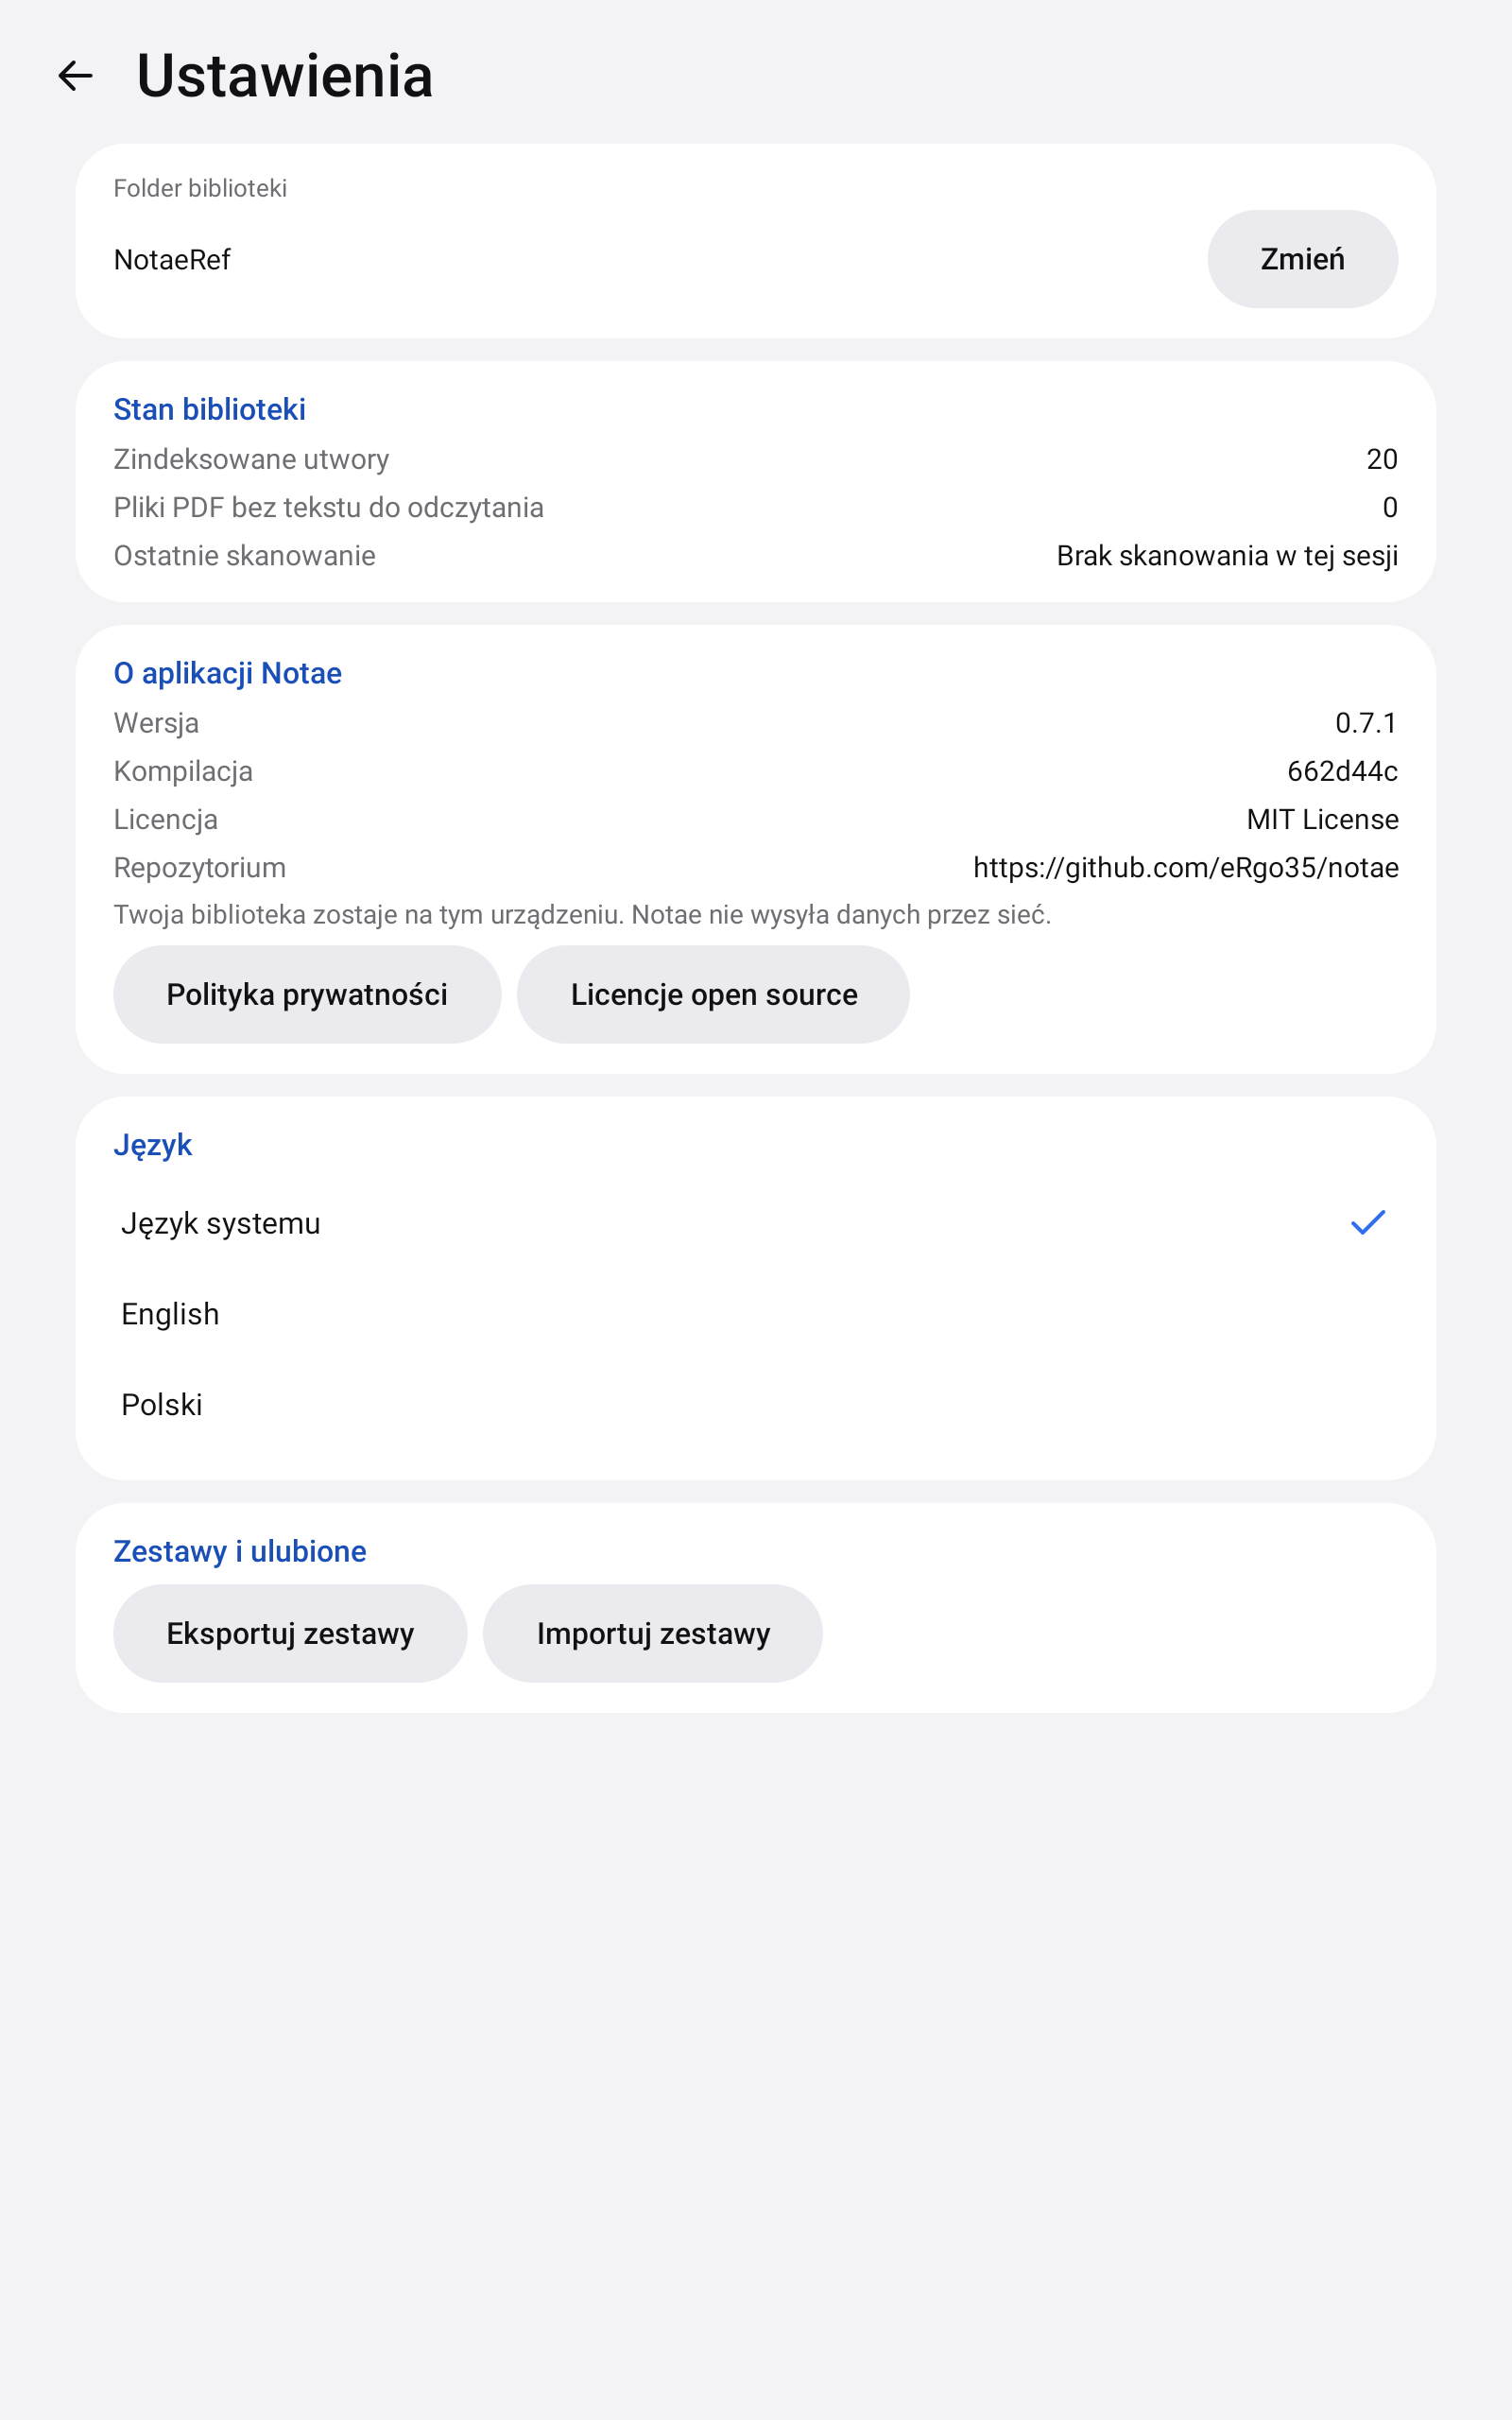 Ustawienia
Folder biblioteki
NotaeRef
Zmień
Stan biblioteki
Zindeksowane utwory 20
Pliki PDF bez tekstu do odczytania 0
Ostatnie skanowanie Brak skanowania w tej sesji
O aplikacji Notae
Wersja 0.7.1
Kompilacja 662d44c
Licencja MIT License
Repozytorium https://github.com/eRgo35/notae
Twoja biblioteka zostaje na tym urządzeniu. Notae nie wysyła danych przez sieć.
Polityka prywatności Licencje open source
Język
Język systemu
English
Polski
Zestawy i ulubione
Eksportuj zestawy Importuj zestawy